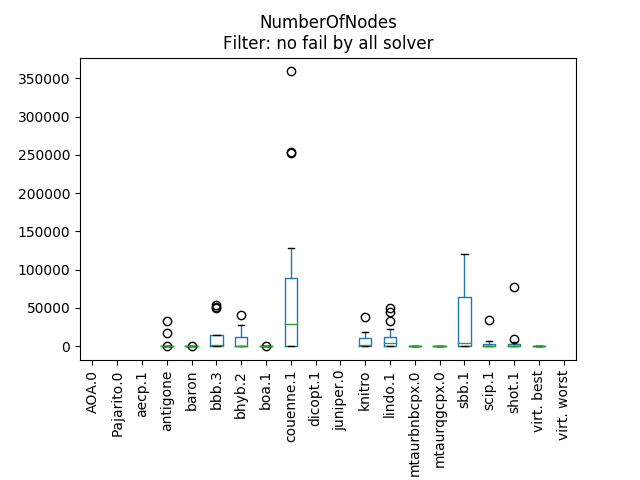 NumberOfNodes
Filter: no fail by all solver
350000
300000
250000
200000
150000
100000
50000
0
AOA.0
Pajarito.0
aecp.1
antigone
baron
bbb.3
bhyb.2
boa.1
couenne.1
dicopt.1
juniper.0
knitro
lindo.1
mtaurbnbcpx.0
mtaurqgcpx.0
sbb.1
scip.1
shot.1
virt. best
virt. worst